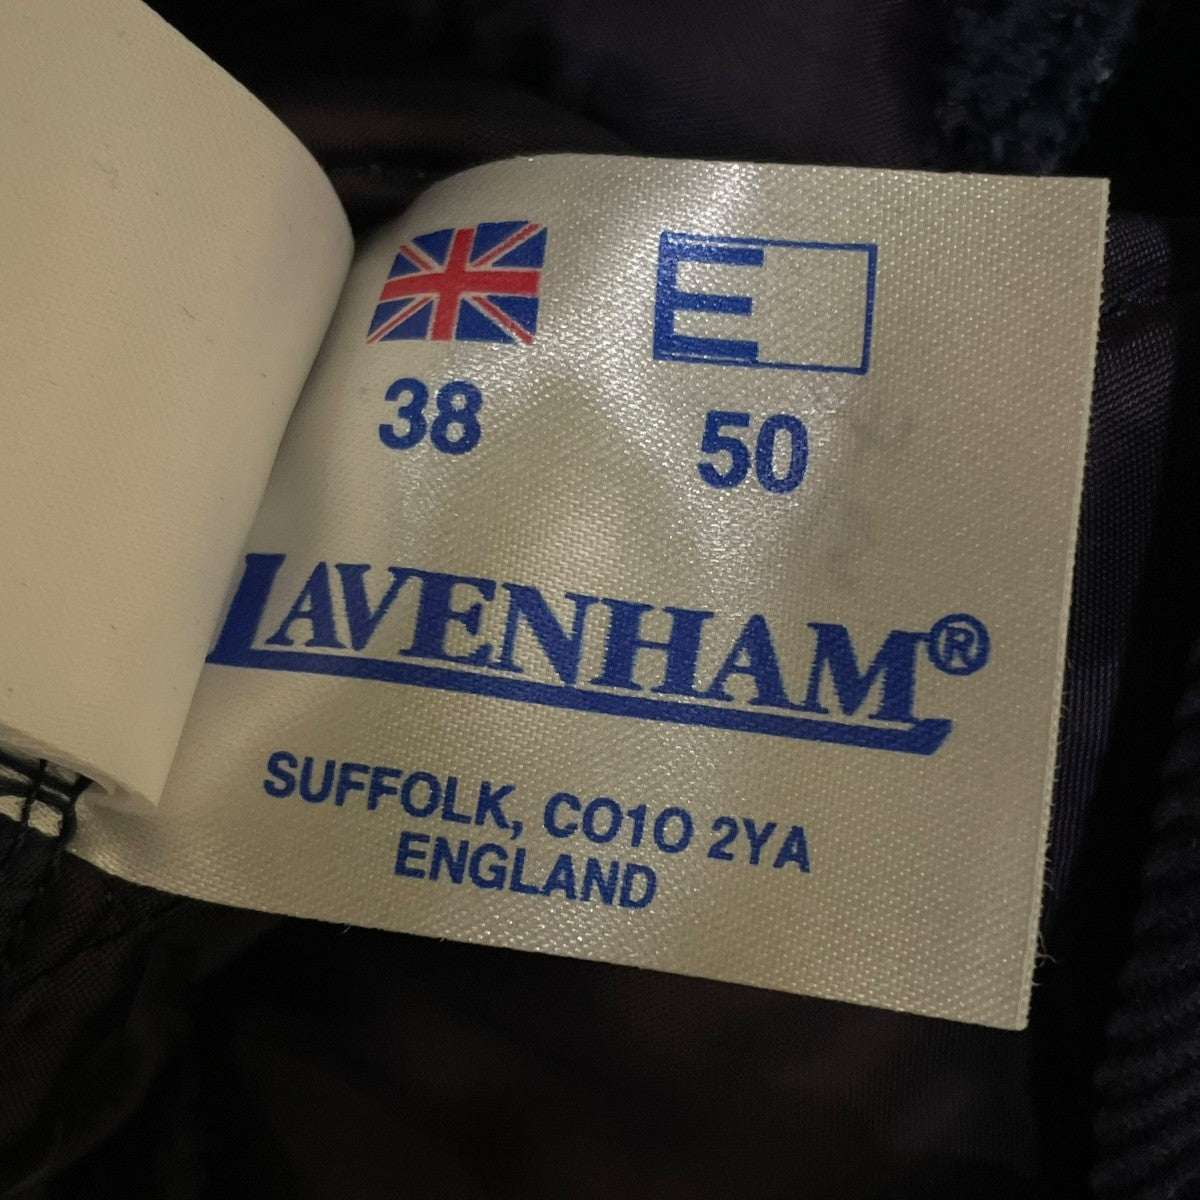 E
38 50
LAVENHAM®
SUFFOLK, CO10 2YA
ENGLAND